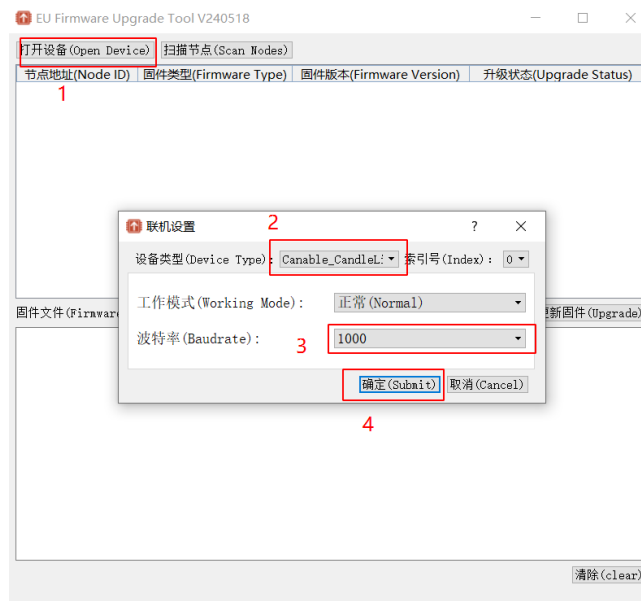 EU Firmware Upgrade Tool V240518
打开设备(Open Device) 扫描节点(Scan Nodes)
节点地址(Node ID) 固件类型(Firmware Type) 固件版本(Firmware Version) 升级状态(Upgrade Status)
1
联机设置 ?
2
设备类型(Device Type): Canable_CandleLi 索引号(Index): 0
工作模式(Working Mode): 正常(Normal)
固件文件(Firmware 更新固件(Upgrade)
波特率(Baudrate): 1000
3
确定(Submit) 取消(Cancel)
4
清除(clear)